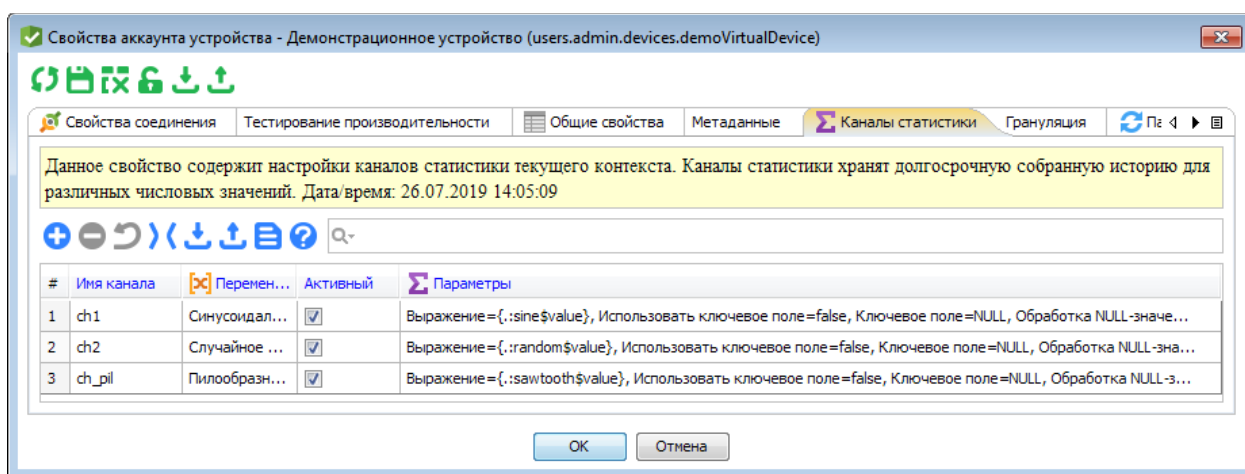 Свойства аккаунта устройства - Демонстрационное устройство (users.admin.devices.demoVirtualDevice)
Свойства соединения Тестирование производительности Общие свойства Метаданные Каналы статистики Грануляция
Данное свойство содержит настройки каналов статистики текущего контекста. Каналы статистики хранят долгосрочную собранную историю для
различных числовых значений. Дата/время: 26.07.2019 14:05:09
# Имя канала Перемен... Активный Параметры
1 ch1 Синусоидал... Выражение={.:sine$value}, Использовать ключевое поле=false, Ключевое поле=NULL, Обработка NULL-значе...
2 ch2 Случайное ... Выражение={.:random$value}, Использовать ключевое поле=false, Ключевое поле=NULL, Обработка NULL-зна...
3 ch_pil Пилообразн... Выражение={.:sawtooth$value}, Использовать ключевое поле=false, Ключевое поле=NULL, Обработка NULL-з...
OK Отмена